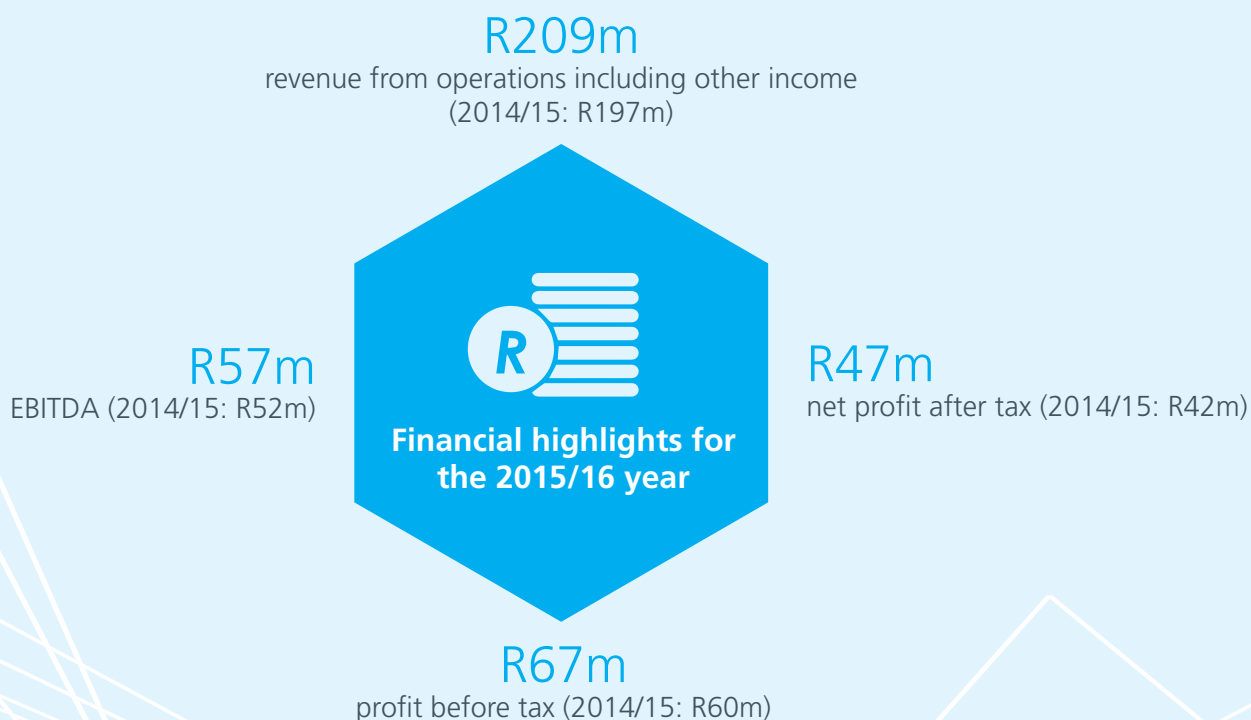 R209m
revenue from operations including other income
(2014/15: R197m)
R57m
EBITDA (2014/15: R52m)
R
Financial highlights for
the 2015/16 year
R47m
net profit after tax (2014/15: R42m)
R67m
profit before tax (2014/15: R60m)